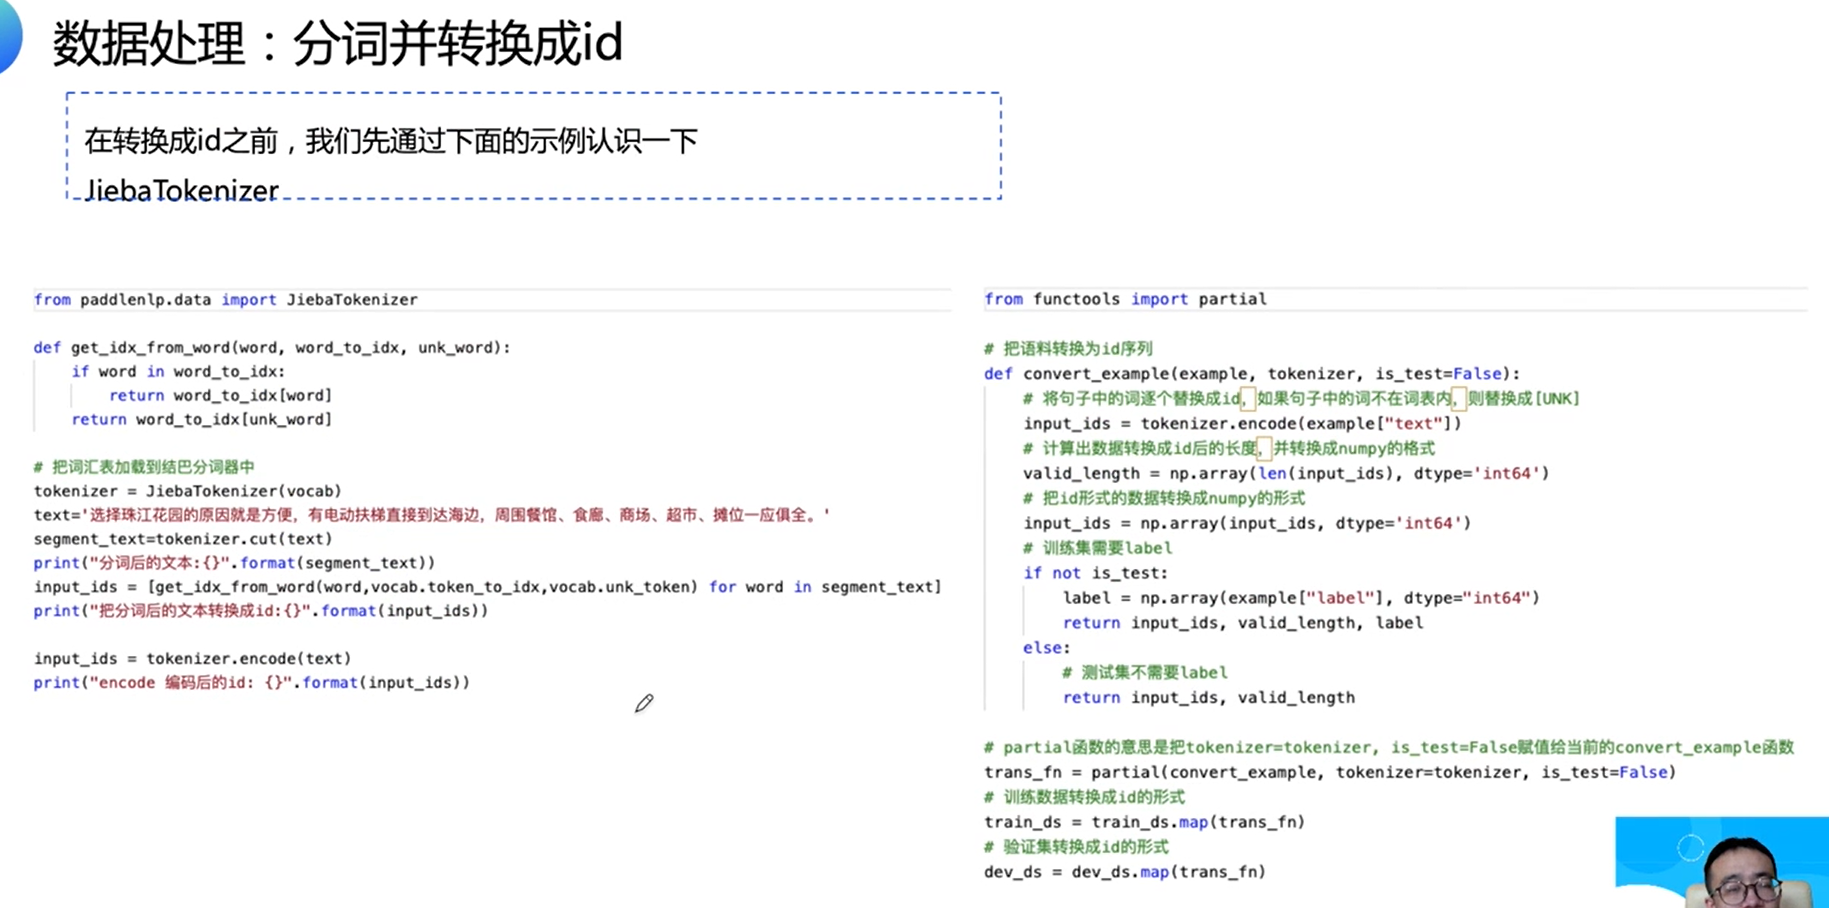 数据处理：分词并转换成id
在转换成id之前，我们先通过下面的示例认识一下
JiebaTokenizer
from paddlenlp.data import JiebaTokenizer
def get_idx_from_word(word, word_to_idx, unk_word):
    if word in word_to_idx:
        return word_to_idx[word]
    return word_to_idx[unk_word]
# 把词汇表加载到结巴分词器中
tokenizer = JiebaTokenizer(vocab)
text='选择珠江花园的原因就是方便，有电动扶梯直接到达海边，周围餐馆、食廊、商场、超市、摊位一应俱全。'
segment_text=tokenizer.cut(text)
print("分词后的文本:{}".format(segment_text))
input_ids = [get_idx_from_word(word,vocab.token_to_idx,vocab.unk_token) for word in segment_text]
print("把分词后的文本转换成id:{}".format(input_ids))
input_ids = tokenizer.encode(text)
print("encode 编码后的id: {}".format(input_ids))
from functools import partial
# 把语料转换为id序列
def convert_example(example, tokenizer, is_test=False):
    # 将句子中的词逐个替换成id，如果句子中的词不在词表内，则替换成[UNK]
    input_ids = tokenizer.encode(example["text"])
    # 计算出数据转换成id后的长度，并转换成numpy的格式
    valid_length = np.array(len(input_ids), dtype='int64')
    # 把id形式的数据转换成numpy的形式
    input_ids = np.array(input_ids, dtype='int64')
    # 训练集需要label
    if not is_test:
        label = np.array(example["label"], dtype="int64")
        return input_ids, valid_length, label
    else:
        # 测试集不需要label
        return input_ids, valid_length
# partial函数的意思是把tokenizer=tokenizer, is_test=False赋值给当前的convert_example函数
trans_fn = partial(convert_example, tokenizer=tokenizer, is_test=False)
# 训练数据转换成id的形式
train_ds = train_ds.map(trans_fn)
# 验证集转换成id的形式
dev_ds = dev_ds.map(trans_fn)